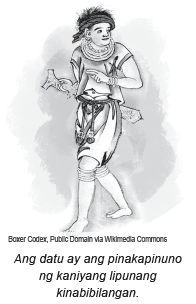 Boxer Codex, Public Domain via Wikimedia Commons
Ang datu ay ang pinakapinuno
ng kaniyang lipunang
kinabibilangan.